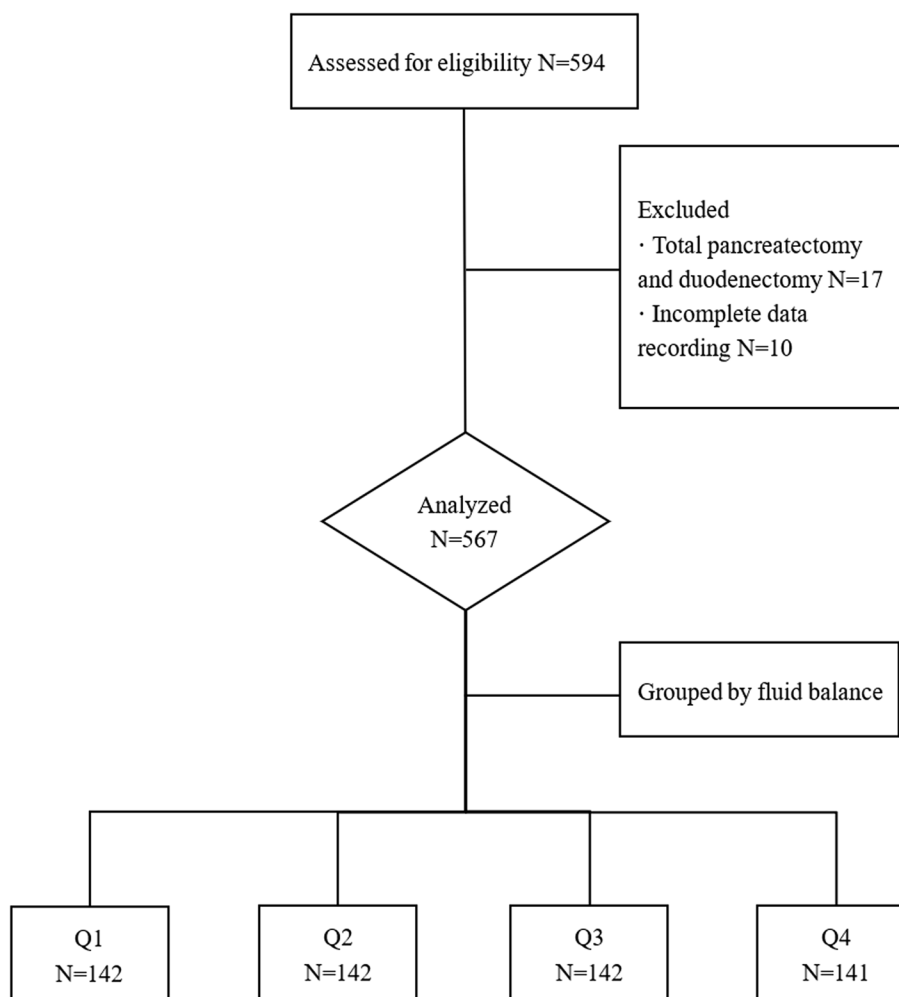 Assessed for eligibility N=594
Excluded
· Total pancreatectomy
and duodenectomy N=17
· Incomplete data
recording N=10
Analyzed
N=567
Grouped by fluid balance
Q1
N=142
Q2
N=142
Q3
N=142
Q4
N=141